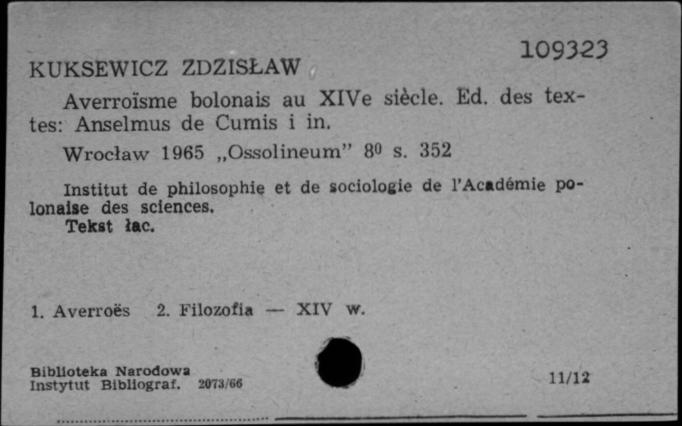 109323
KUKSEWICZ ZDZISŁAW
Averroïsme bolonais au XIVe siècle. Ed. des tex-
tes: Anselmus de Cumis i in.
Wrocław 1965 „Ossolineum” 8⁰ s. 352
Institut de philosophie et de sociologie de l'Académie po-
lonaise des sciences.
Tekst łac.
1. Averroës 2. Filozofia — XIV w.
Biblioteka Narodowa
Instytut Bibliograf. 2073/66
11/12